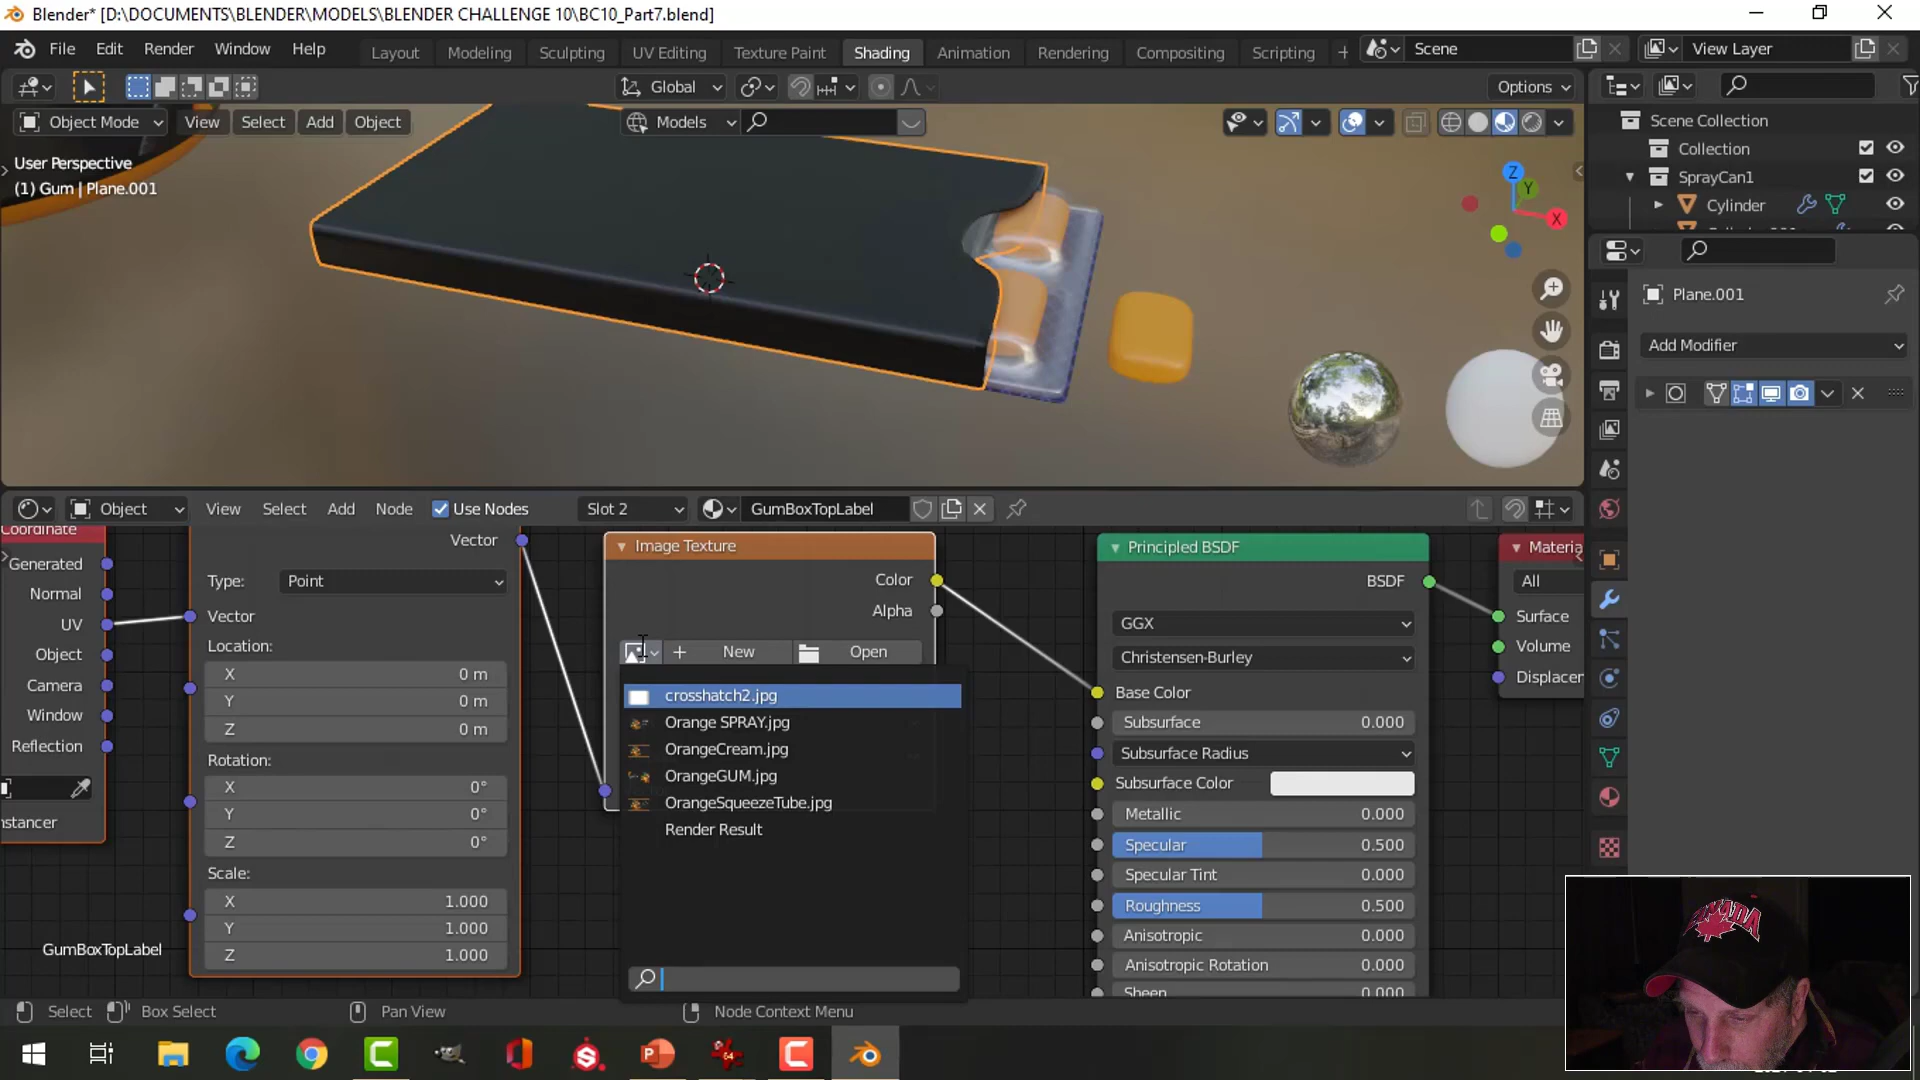 Blender* [D:\DOCUMENTS\BLENDER\MODELS\BLENDER CHALLENGE 10\BC10_Part7.blend]
File Edit Render Window Help Layout Modeling Sculpting UV Editing Texture Paint Shading Animation Rendering Compositing Scripting + Scene View Layer
Global Options
Object Mode View Select Add Object Models
User Perspective
(1) Gum | Plane.001
Z
Y
X
Scene Collection
Collection
SprayCan1
Cylinder
Plane.001
Add Modifier
Object View Select Add Node Use Nodes Slot 2 GumBoxTopLabel
Coordinate
Generated
Normal
UV
Object
Camera
Window
Reflection
Vector
Type: Point
Vector
Location:
X 0 m
Y 0 m
Z 0 m
Rotation:
X 0°
Y 0°
Z 0°
Scale:
X 1.000
Y 1.000
Z 1.000
GumBoxTopLabel
Image Texture
Color
Alpha
New Open
crosshatch2.jpg
Orange SPRAY.jpg
OrangeCream.jpg
OrangeGUM.jpg
OrangeSqueezeTube.jpg
Render Result
Principled BSDF
BSDF
GGX
Christensen-Burley
Base Color
Subsurface 0.000
Subsurface Radius
Subsurface Color
Metallic 0.000
Specular 0.500
Specular Tint 0.000
Roughness 0.500
Anisotropic 0.000
Anisotropic Rotation 0.000
Sheen 0.000
Materia
All
Surface
Volume
Displacer
Select Box Select Pan View Node Context Menu
CANADA